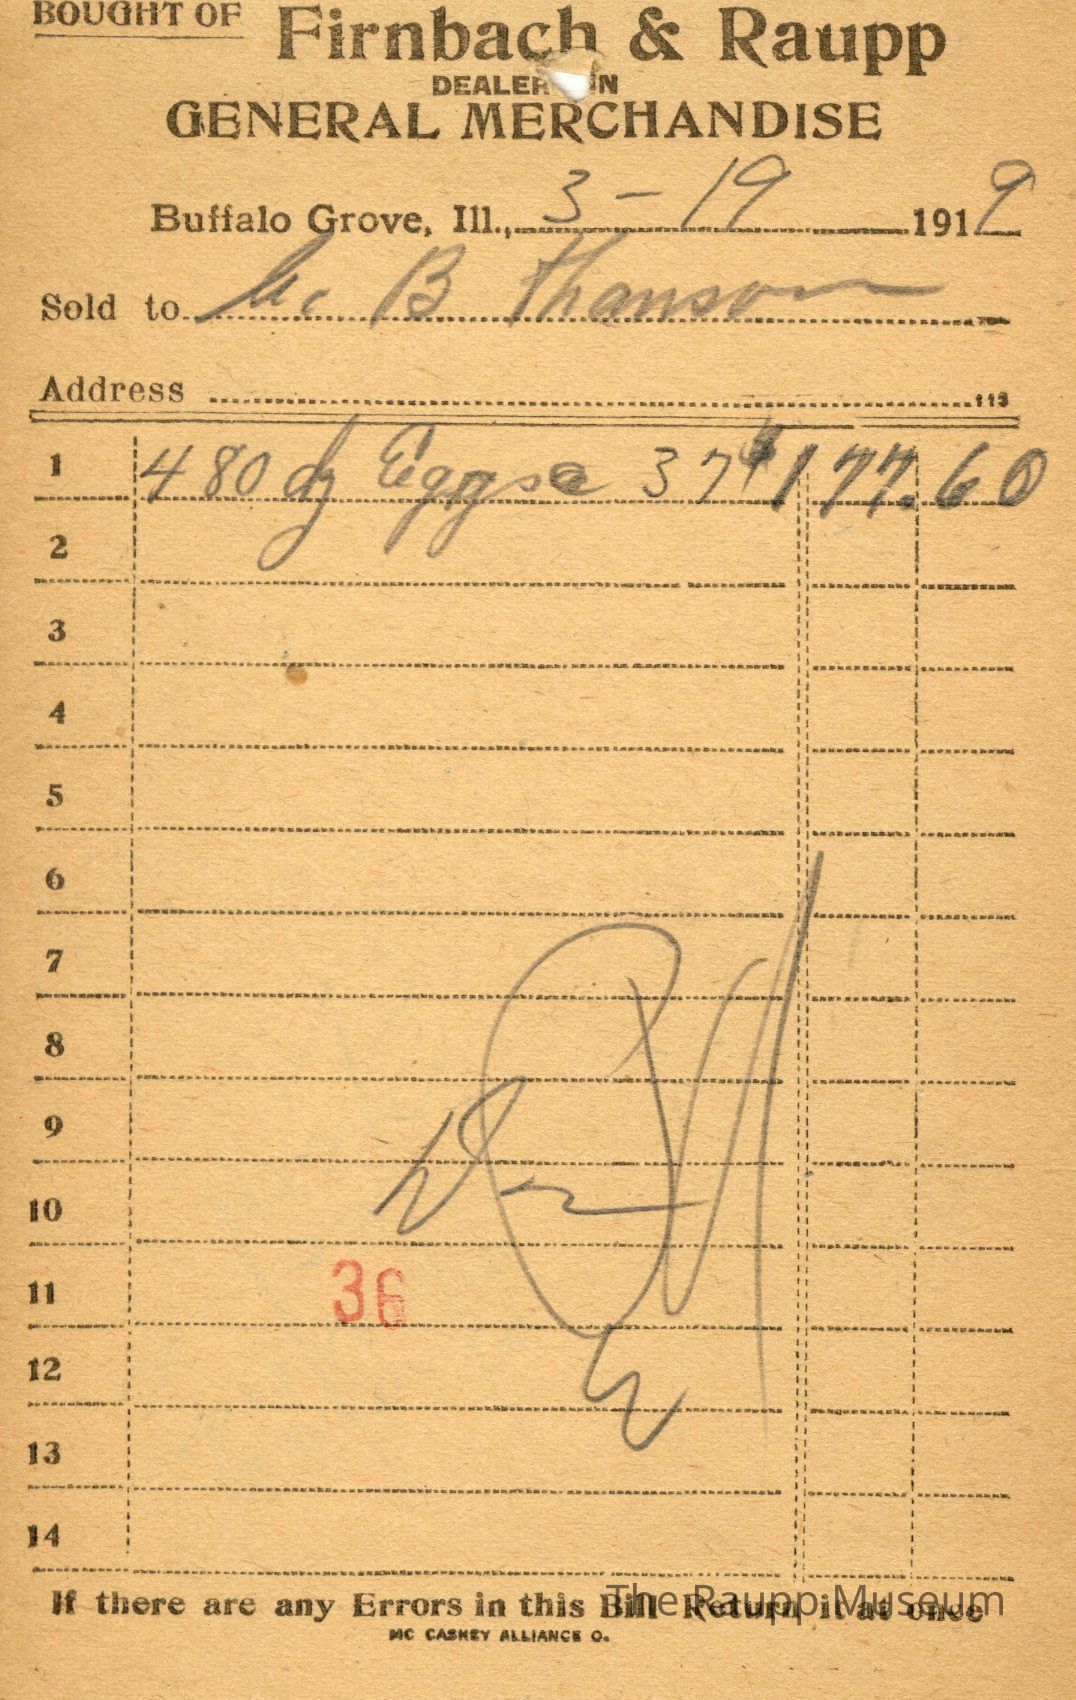 BOUGHT OF
Firnbach & Raupp
DEALER IN
GENERAL MERCHANDISE
Buffalo Grove, Ill., 3-19 1919
Sold to B Thanson
Address 113
1 480 dz Eggs a 37¢ 177.60
2
3
4
5
6
7
8
9
10
11 36
12
13
14
If there are any Errors in this Bill Return it at once
The Raupp Museum
MC CASKEY ALLIANCE O.